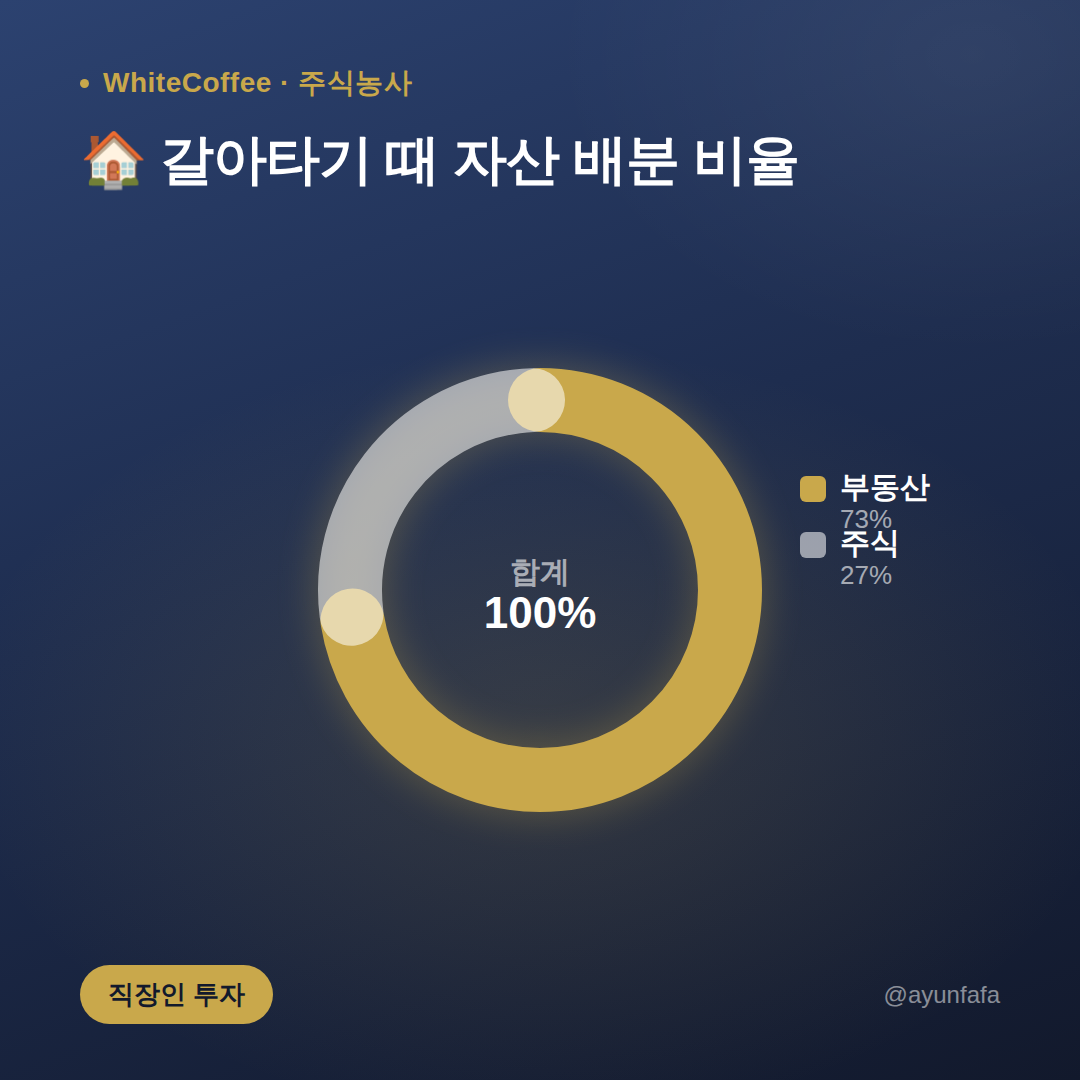 WhiteCoffee · 주식농사
갈아타기 때 자산 배분 비율
합계
100%
부동산
73%
주식
27%
직장인 투자
@ayunfafa